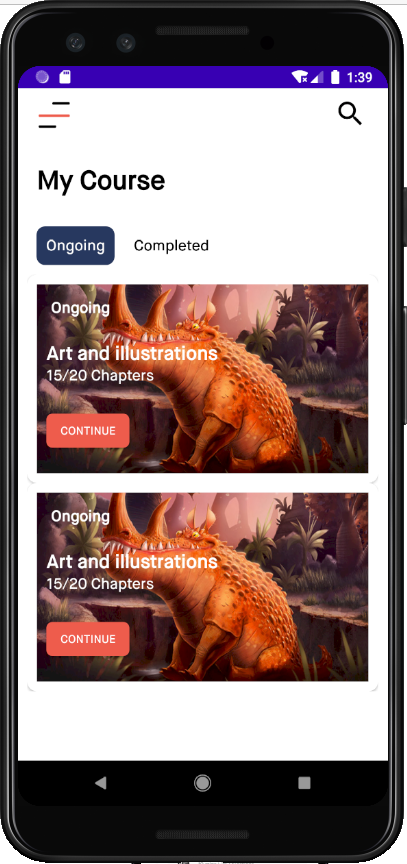 1:39
My Course
Ongoing Completed
Ongoing
Art and illustrations
15/20 Chapters
CONTINUE
Ongoing
Art and illustrations
15/20 Chapters
CONTINUE